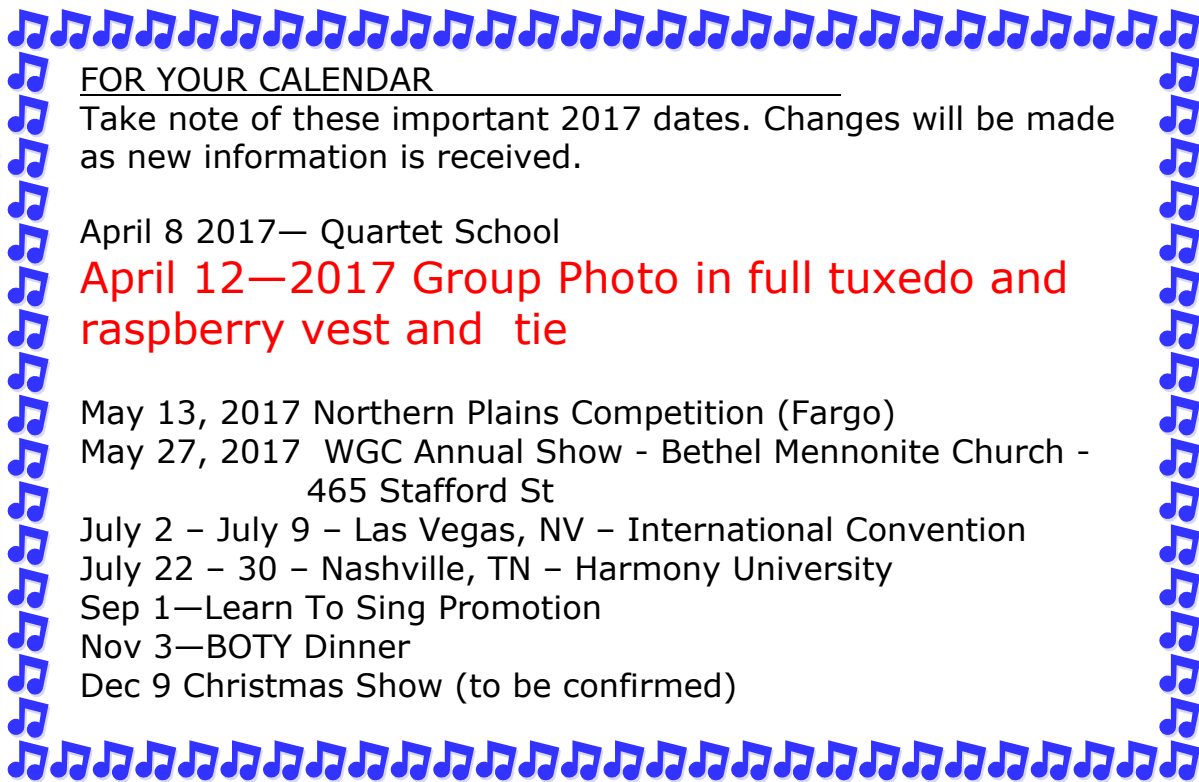 FOR YOUR CALENDAR
Take note of these important 2017 dates. Changes will be made
as new information is received.
April 8 2017— Quartet School
April 12—2017 Group Photo in full tuxedo and
raspberry vest and  tie
May 13, 2017 Northern Plains Competition (Fargo)
May 27, 2017  WGC Annual Show - Bethel Mennonite Church -
465 Stafford St
July 2 – July 9 – Las Vegas, NV – International Convention
July 22 – 30 – Nashville, TN – Harmony University
Sep 1—Learn To Sing Promotion
Nov 3—BOTY Dinner
Dec 9 Christmas Show (to be confirmed)